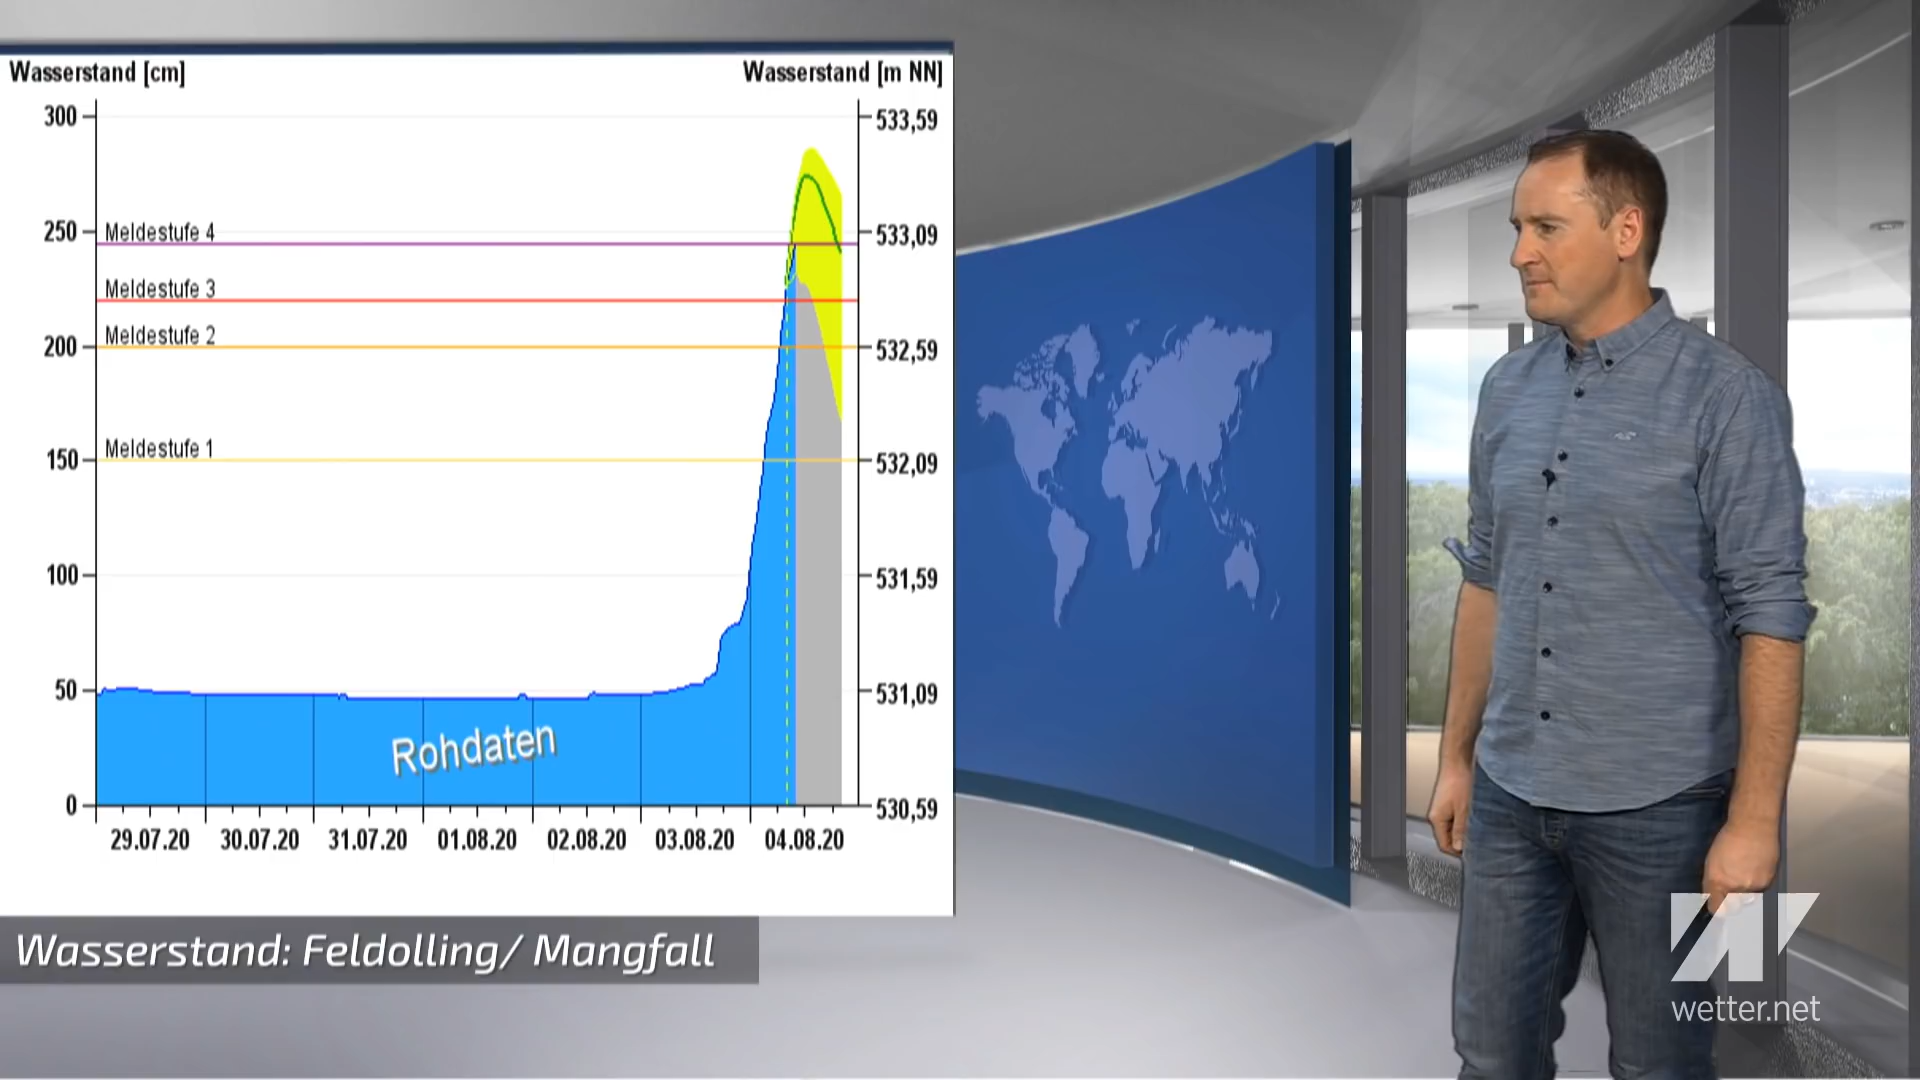 Wasserstand [cm]
Wasserstand [m NN]
300
533,59
250
Meldestufe 4
533,09
Meldestufe 3
Meldestufe 2
200
532,59
Meldestufe 1
150
532,09
100
531,59
50
531,09
Rohdaten
0
530,59
29.07.20 30.07.20 31.07.20 01.08.20 02.08.20 03.08.20 04.08.20
Wasserstand: Feldolling/ Mangfall
wetter.net